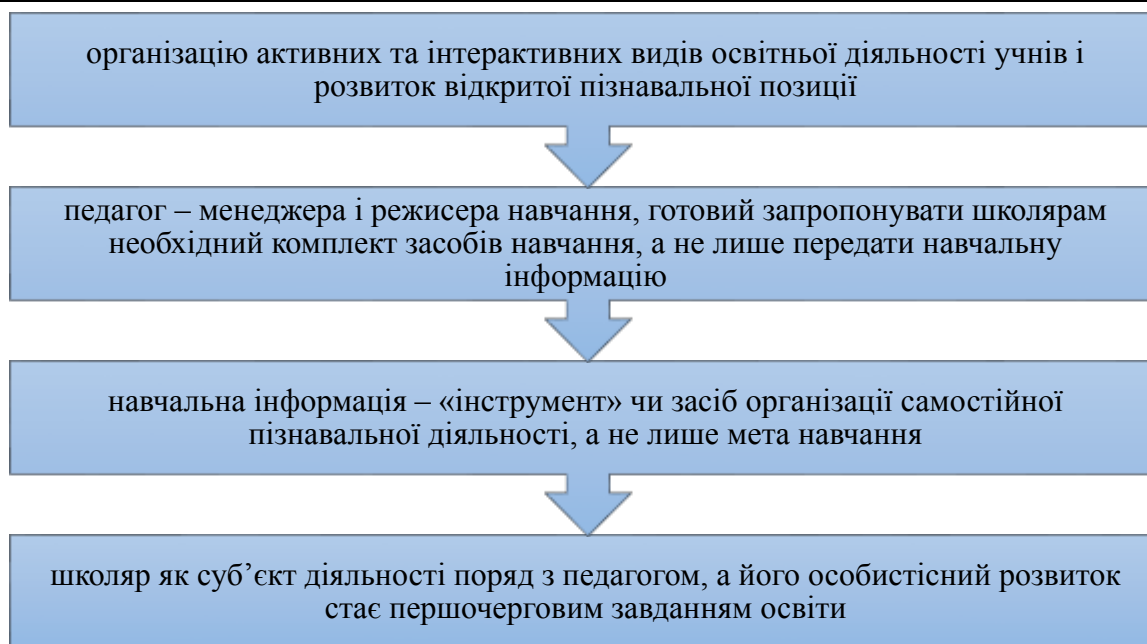 організацію активних та інтерактивних видів освітньої діяльності учнів і
розвиток відкритої пізнавальної позиції
педагог – менеджера і режисера навчання, готовий запропонувати школярам
необхідний комплект засобів навчання, а не лише передати навчальну
інформацію
навчальна інформація – «інструмент» чи засіб організації самостійної
пізнавальної діяльності, а не лише мета навчання
школяр як суб’єкт діяльності поряд з педагогом, а його особистісний розвиток
стає першочерговим завданням освіти